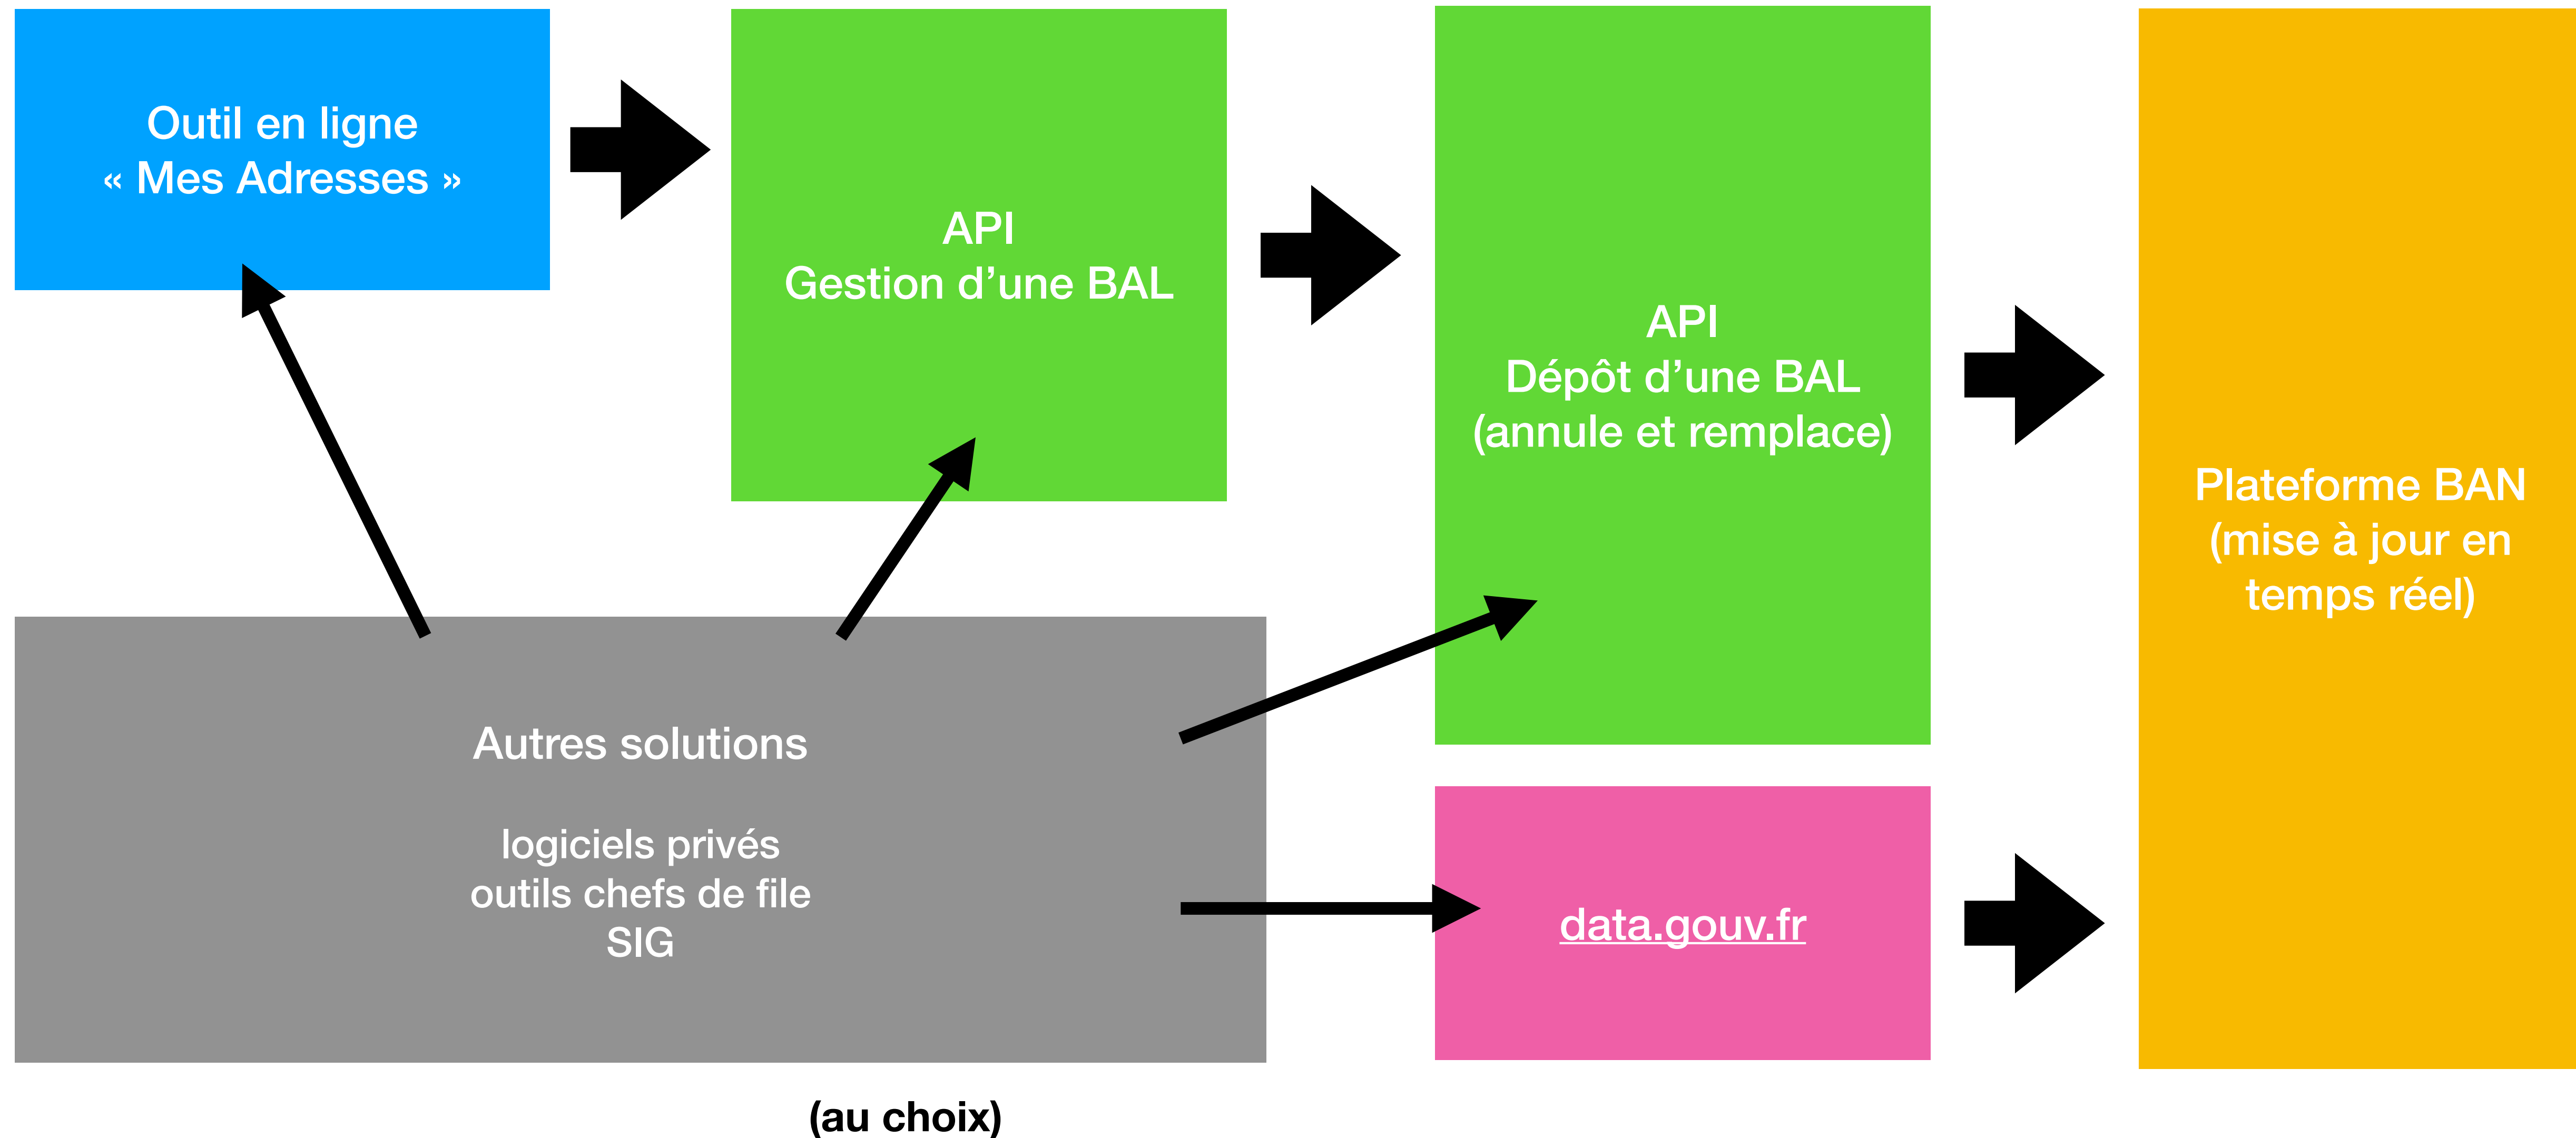 Outil en ligne
« Mes Adresses »
API
Gestion d’une BAL
API
Dépôt d’une BAL
(annule et remplace)
Plateforme BAN
(mise à jour en
temps réel)
Autres solutions
logiciels privés
outils chefs de file
SIG
data.gouv.fr
(au choix)